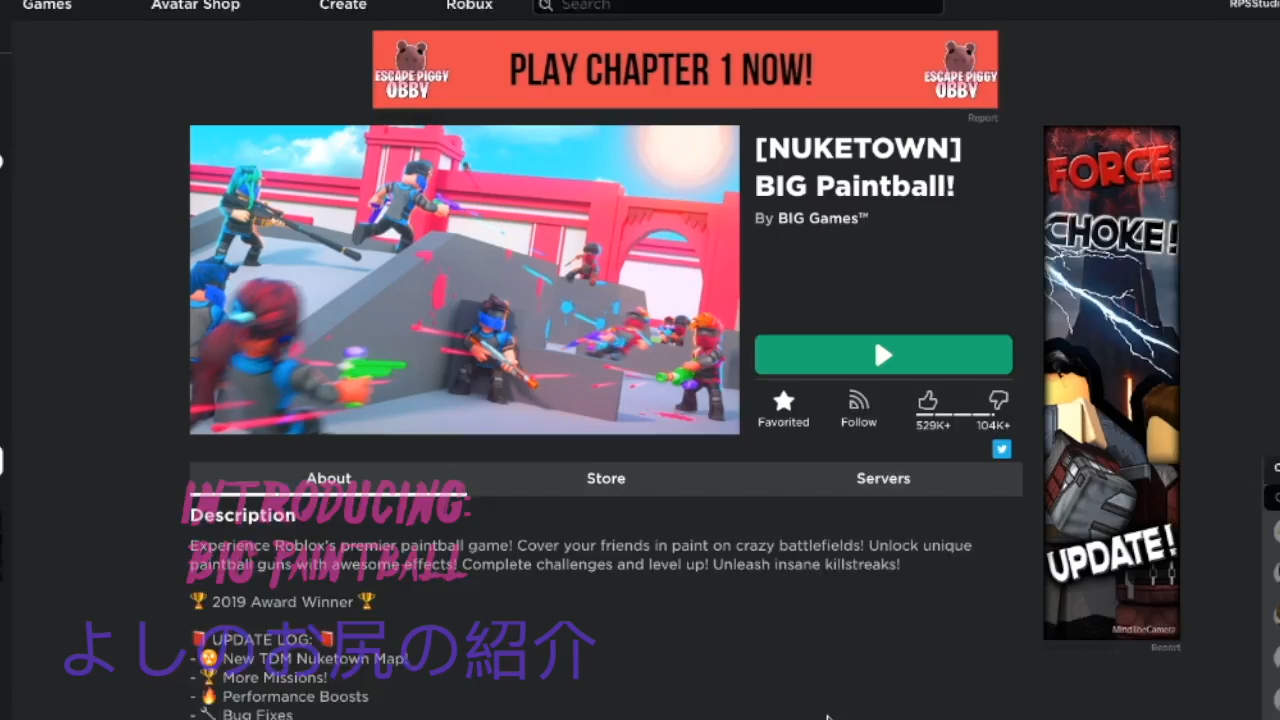 Games Avatar Shop Create Robux Search RPSStudi
ESCAPE PIGGY OBBY
PLAY CHAPTER 1 NOW!
ESCAPE PIGGY OBBY
Report
[NUKETOWN]
BIG Paintball!
By BIG Games™
Favorited Follow 529K+ 104K+
FORCE
CHOKE!
UPDATE!
MindTheCamera
Report
About Store Servers
INTRODUCING:
BIG PAINTBALL
Description
Experience Roblox's premier paintball game! Cover your friends in paint on crazy battlefields! Unlock unique
paintball guns with awesome effects! Complete challenges and level up! Unleash insane killstreaks!
🏆 2019 Award Winner 🏆
よしのお尻の紹介
UPDATE LOG:
- New TDM Nuketown Map!
- 🏆 More Missions!
- 🔥 Performance Boosts
- 🔧 Bug Fixes